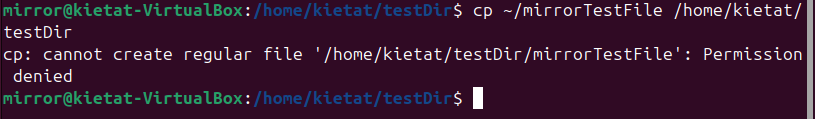 mirror@kietat-VirtualBox:/home/kietat/testDir$ cp ~/mirrorTestFile /home/kietat/
testDir
cp: cannot create regular file '/home/kietat/testDir/mirrorTestFile': Permission
 denied
mirror@kietat-VirtualBox:/home/kietat/testDir$